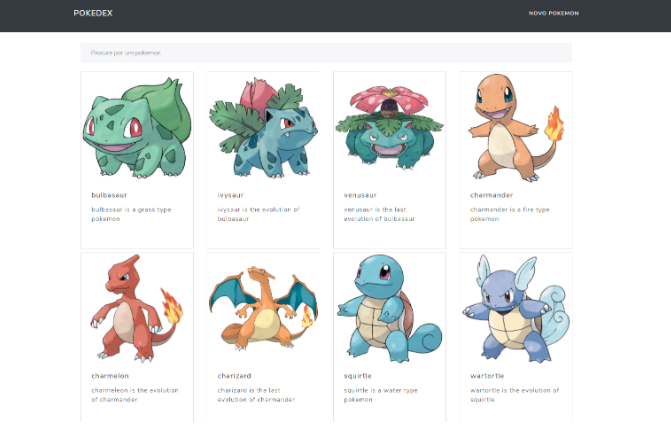 POKEDEX
NOVO POKEMON
Procure por um pokemon
bulbasaur
bulbasaur is a grass type
pokemon
ivysaur
ivysaur is the evolution of
bulbasaur
venusaur
venusaur is the last
evolution of bulbasaur
charmander
charmander is a fire type
pokemon
charmelon
charmeleon is the evolution
of charmander
charizard
charizard is the last
evolution of charmander
squirtle
squirtle is a water type
pokemon
wartortle
wartortle is the evolution of
squirtle